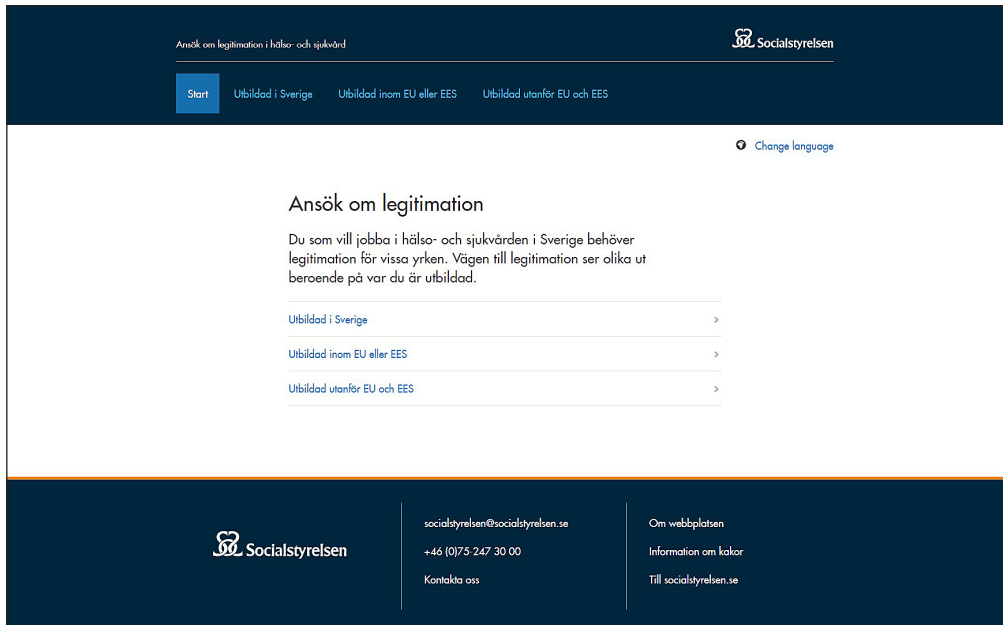 Ansök om legitimation i hälso- och sjukvård
Socialstyrelsen
Start
Utbildad i Sverige
Utbildad inom EU eller EES
Utbildad utanför EU och EES
Change language
Ansök om legitimation
Du som vill jobba i hälso- och sjukvården i Sverige behöver
legitimation för vissa yrken. Vägen till legitimation ser olika ut
beroende på var du är utbildad.
Utbildad i Sverige
Utbildad inom EU eller EES
Utbildad utanför EU och EES
Socialstyrelsen
socialstyrelsen@socialstyrelsen.se
+46 (0)75-247 30 00
Kontakta oss
Om webbplatsen
Information om kakor
Till socialstyrelsen.se